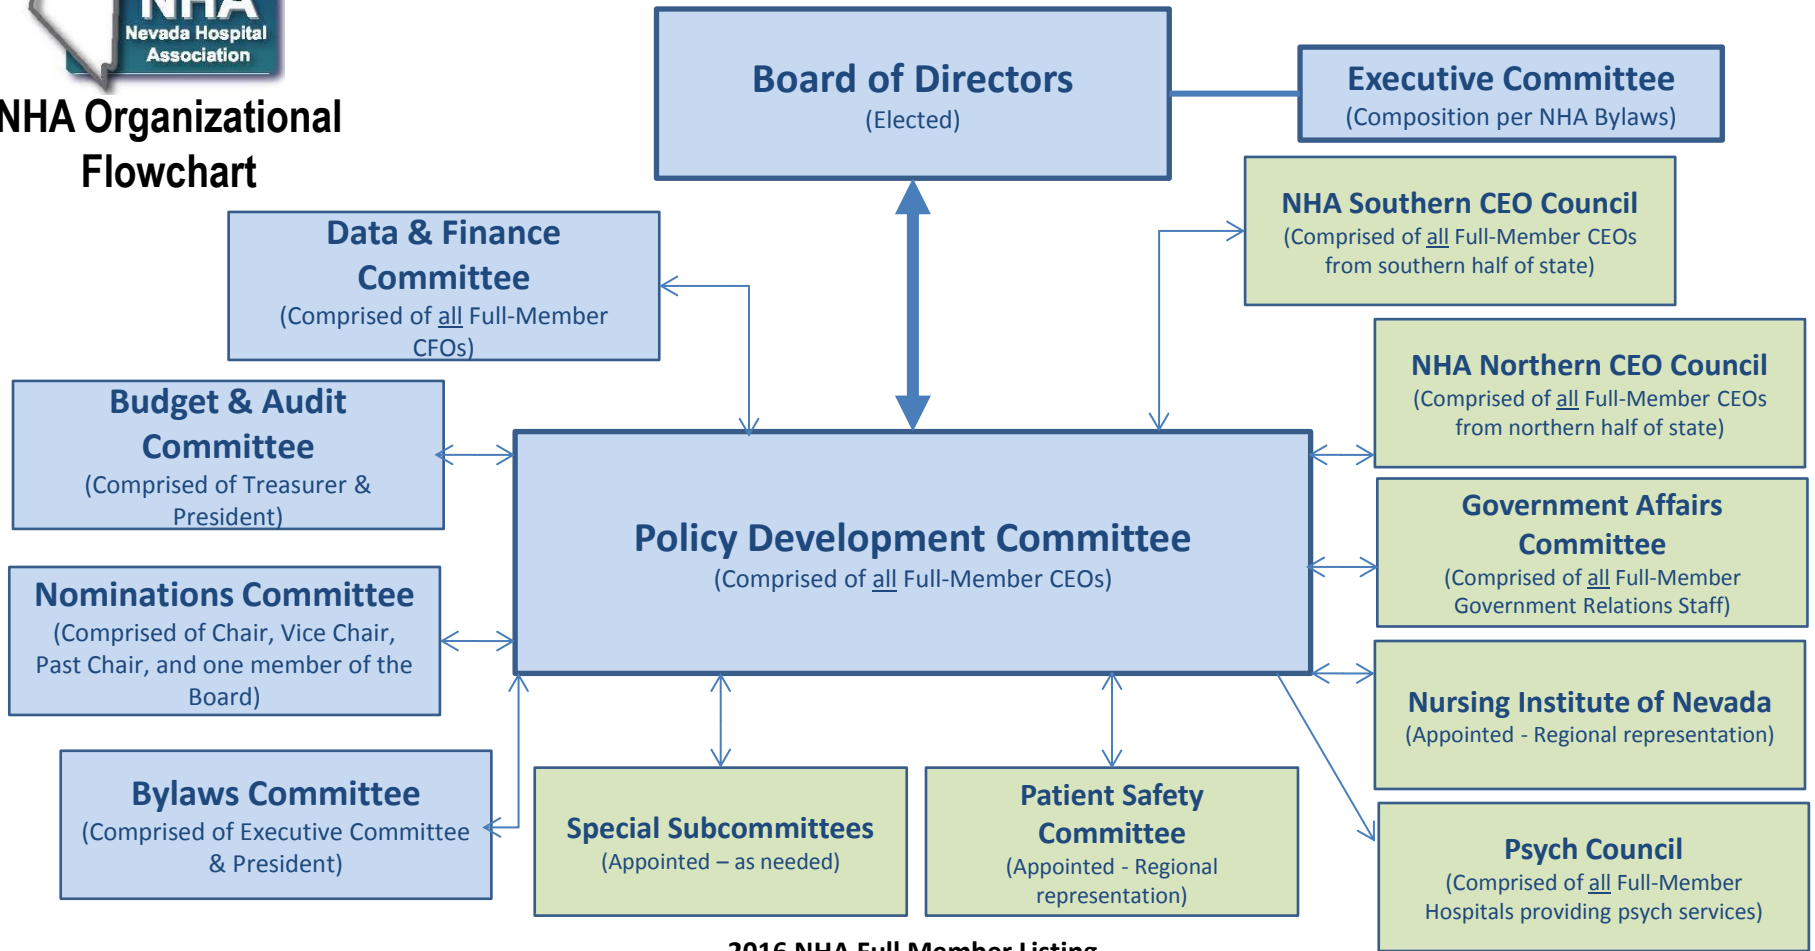 NHA
Nevada Hospital
Association
NHA Organizational
Flowchart
Board of Directors
(Elected)
Executive Committee
(Composition per NHA Bylaws)
NHA Southern CEO Council
(Comprised of all Full-Member CEOs
from southern half of state)
Data & Finance
Committee
(Comprised of all Full-Member
CFOs)
NHA Northern CEO Council
(Comprised of all Full-Member CEOs
from northern half of state)
Budget & Audit
Committee
(Comprised of Treasurer &
President)
Policy Development Committee
(Comprised of all Full-Member CEOs)
Government Affairs
Committee
(Comprised of all Full-Member
Government Relations Staff)
Nominations Committee
(Comprised of Chair, Vice Chair,
Past Chair, and one member of the
Board)
Nursing Institute of Nevada
(Appointed - Regional representation)
Bylaws Committee
(Comprised of Executive Committee
& President)
Special Subcommittees
(Appointed – as needed)
Patient Safety
Committee
(Appointed - Regional
representation)
Psych Council
(Comprised of all Full-Member
Hospitals providing psych services)
2016 NHA Full Member Listing